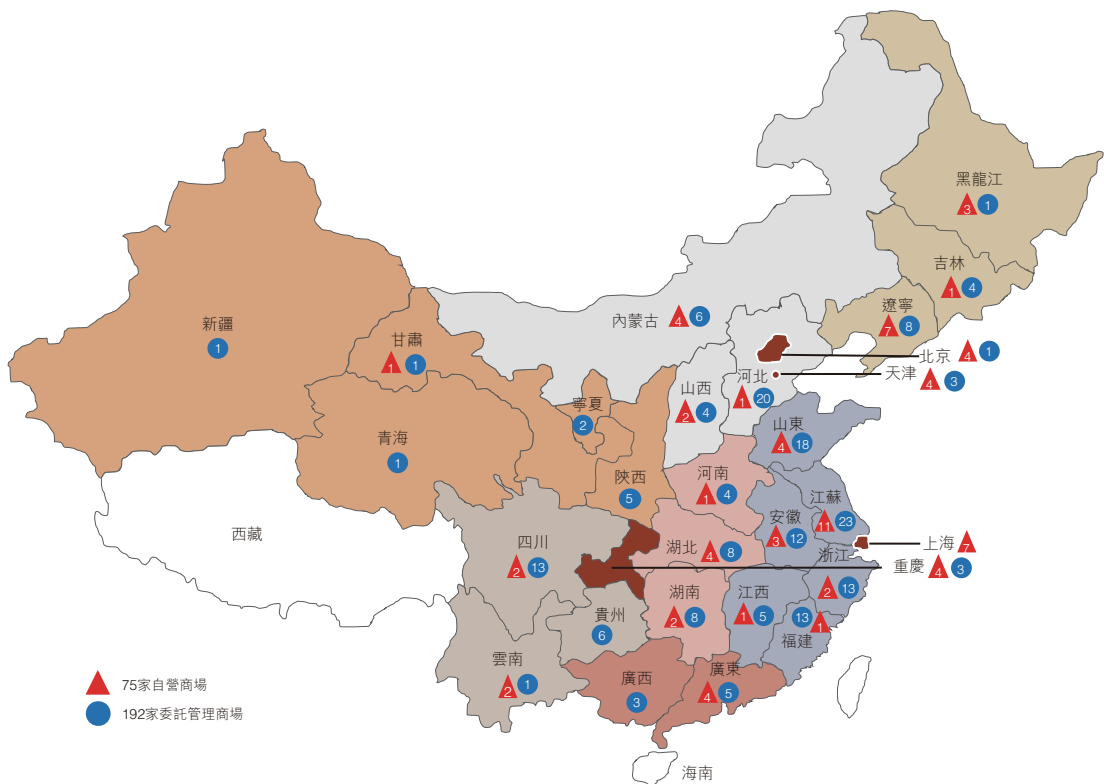 黑龍江
3 1
吉林
1 4
遼寧
7 8
內蒙古 4 6
新疆
1
甘肅
1 1
北京 4 1
天津 4 3
河北
1 20
山西
2 4
寧夏
2
山東
4 18
青海
1
陝西
5
河南
1 4
江蘇
11 23
安徽
3 12
西藏
四川
2 13
湖北 4 8
上海 7
重慶 4 3
浙江
2 13
湖南
2 8
江西
1 5
貴州
6
13 1
福建
雲南
2 1
廣西
3
廣東
4 5
75家自營商場
192家委託管理商場
海南